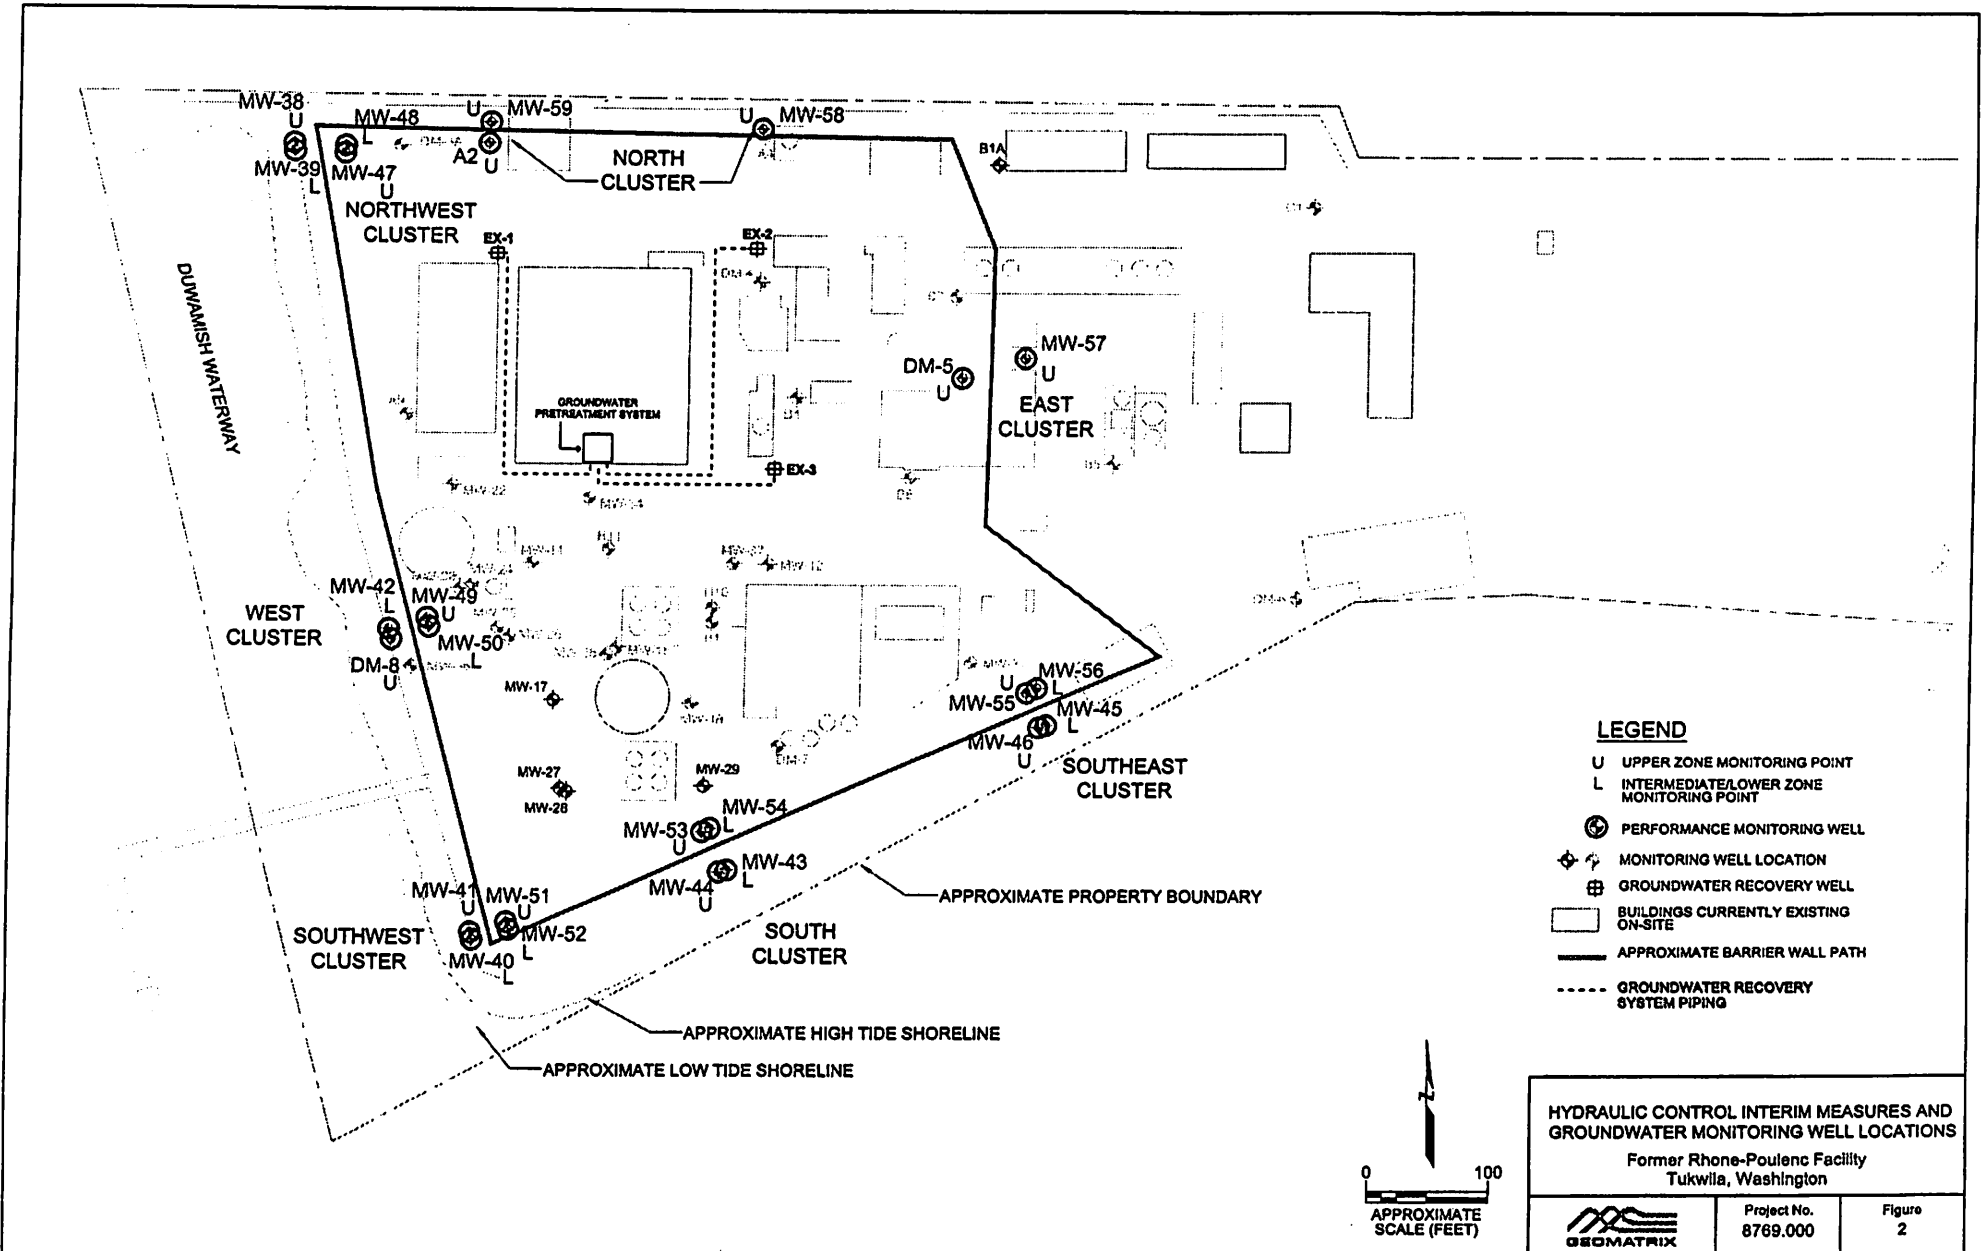 MW-38
U
MW-48
L
MW-39
L
MW-47
U
NORTHWEST
CLUSTER
U
MW-59
A2
U
NORTH
CLUSTER
U
MW-58
B1A
EX-1
EX-2
DUWAMISH WATERWAY
GROUNDWATER
PRETREATMENT SYSTEM
EX-3
DM-5
U
MW-57
U
EAST
CLUSTER
MW-22
MW-12
MW-42
L
MW-49
U
WEST
CLUSTER
MW-50
L
DM-8
U
MW-17
U
MW-56
L
MW-55
MW-45
L
MW-46
U
SOUTHEAST
CLUSTER
DM-7
MW-27
MW-28
MW-29
MW-54
L
MW-53
U
MW-43
L
MW-44
U
SOUTH
CLUSTER
MW-41
U
MW-51
U
MW-52
L
MW-40
L
SOUTHWEST
CLUSTER
APPROXIMATE PROPERTY BOUNDARY
APPROXIMATE HIGH TIDE SHORELINE
APPROXIMATE LOW TIDE SHORELINE
LEGEND
U UPPER ZONE MONITORING POINT
L INTERMEDIATE/LOWER ZONE
MONITORING POINT
PERFORMANCE MONITORING WELL
MONITORING WELL LOCATION
GROUNDWATER RECOVERY WELL
BUILDINGS CURRENTLY EXISTING
ON-SITE
APPROXIMATE BARRIER WALL PATH
GROUNDWATER RECOVERY
SYSTEM PIPING
Z
0 100
APPROXIMATE
SCALE (FEET)
HYDRAULIC CONTROL INTERIM MEASURES AND
GROUNDWATER MONITORING WELL LOCATIONS
Former Rhone-Poulenc Facility
Tukwila, Washington
GEOMATRIX
Project No.
8769.000
Figure
2